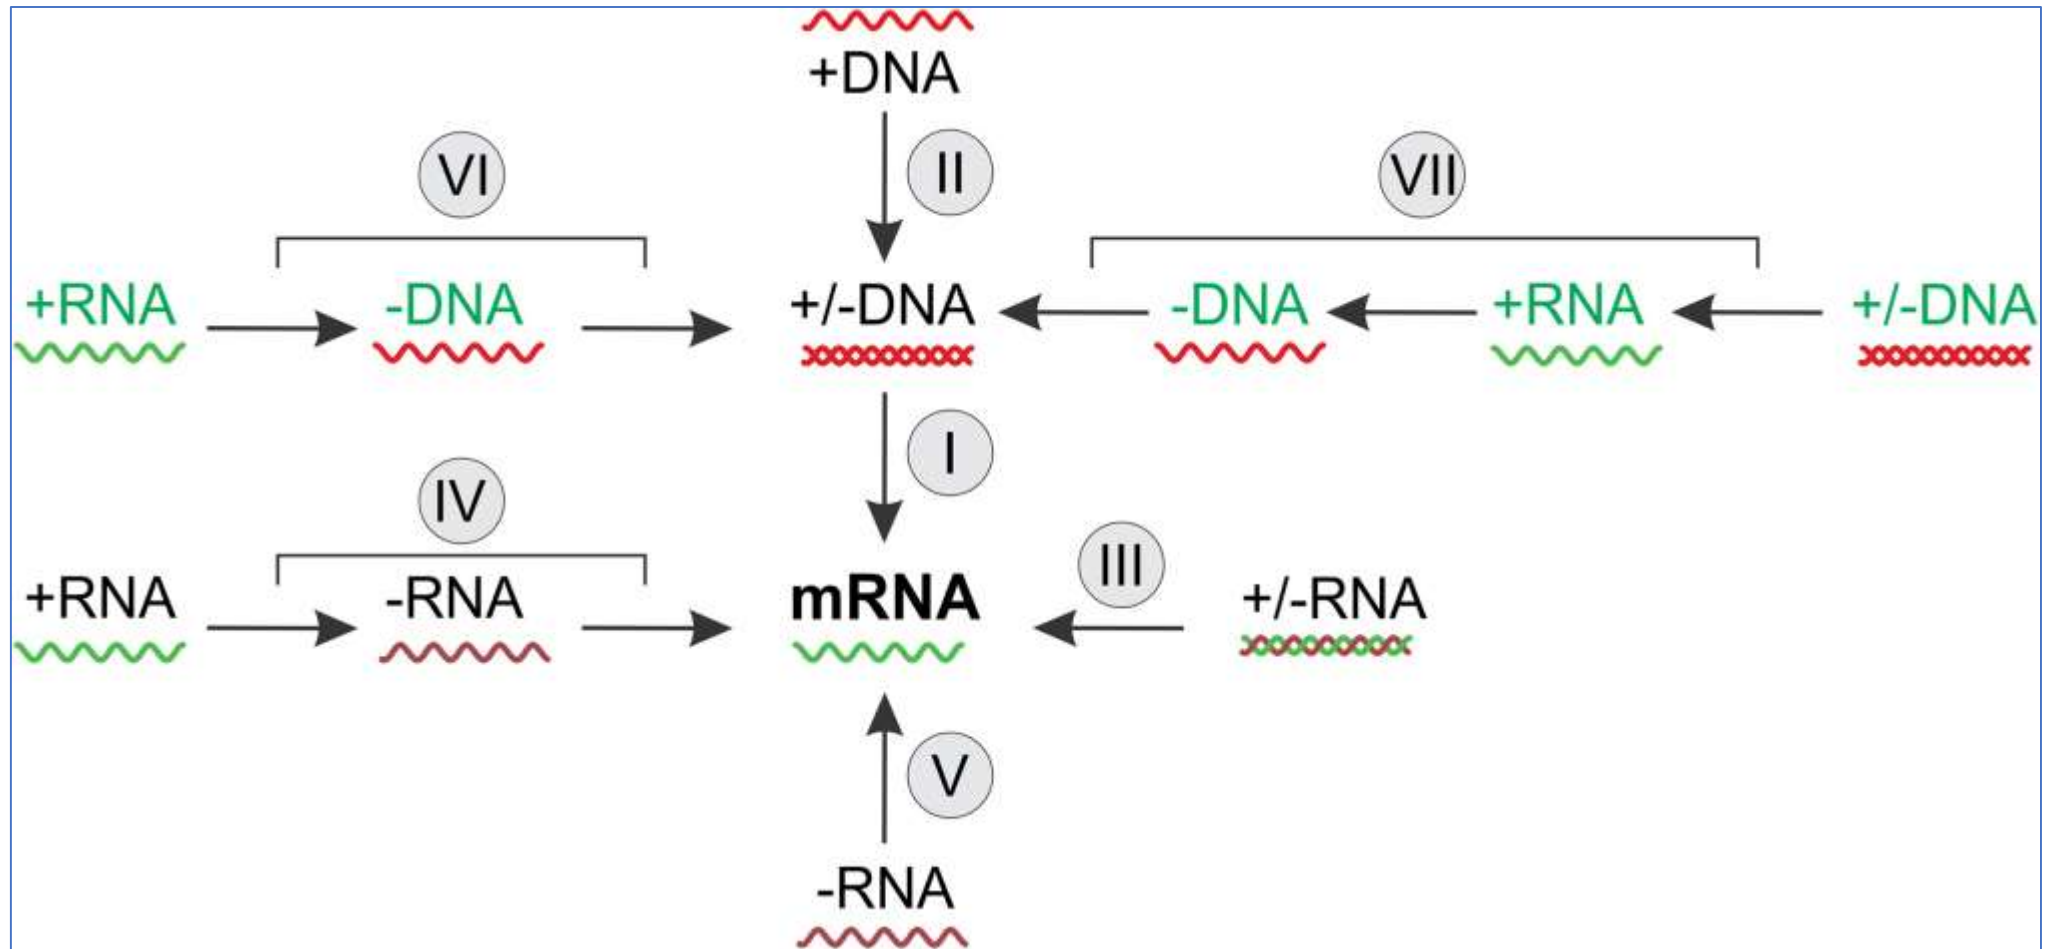 +DNA
II
VI
VII
+RNA
-DNA
+/-DNA
-DNA
+RNA
+/-DNA
I
IV
III
+RNA
-RNA
mRNA
+/-RNA
V
-RNA